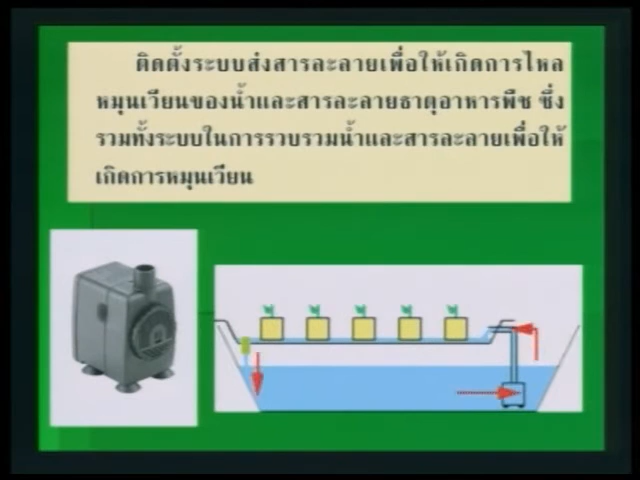 ติดตั้งระบบส่งสารละลายเพื่อให้เกิดการไหล
หมุนเวียนของน้ำและสารละลายธาตุอาหารพืช ซึ่ง
รวมทั้งระบบในการรวบรวมน้ำและสารละลายเพื่อให้
เกิดการหมุนเวียน